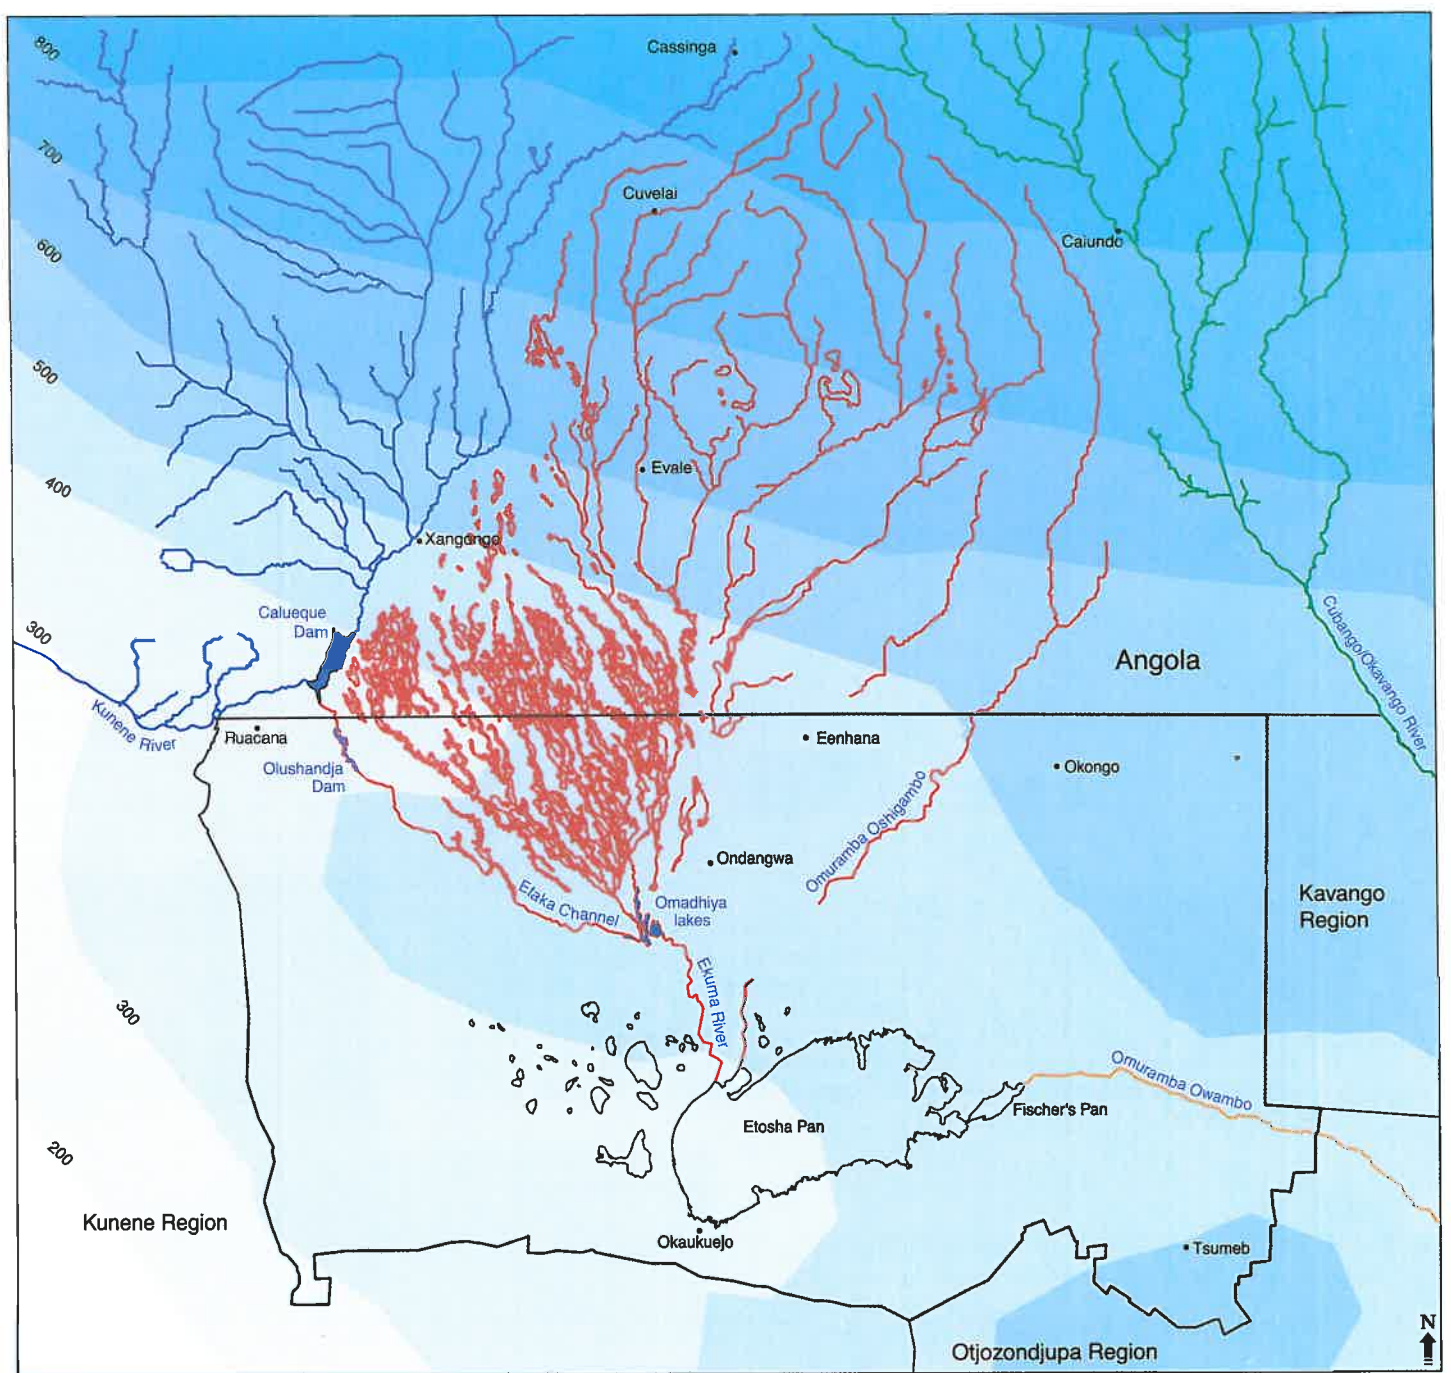 800
Cassinga
700
Cuvelai
600
Caiundo
500
Evale
400
Xangongo
Calueque
Dam
300
Cubango/Okavango River
Angola
Kunene River
Ruacana
Eenhana
Olushandja
Dam
Okongo
Omuramba Oshigambo
Ondangwa
Etaka Channel
Omadhiya
lakes
Kavango
Region
Ekuma River
300
Omuramba Owambo
Fischer's Pan
Etosha Pan
200
Kunene Region
Okaukuejo
Tsumeb
N
Otjozondjupa Region